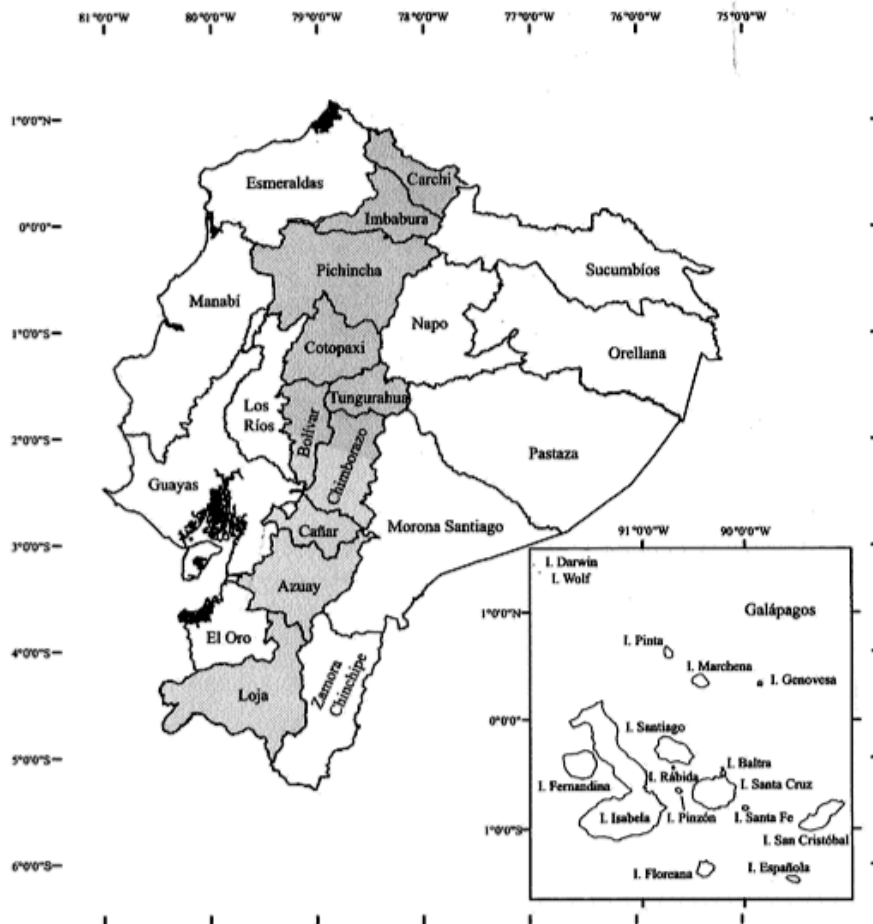 81°0'0"W 80°0'0"W 79°0'0"W 78°0'0"W 77°0'0"W 76°0'0"W 75°0'0"W
1°0'0"N
Carchi
Esmeraldas
Imbabura
0°0'0"
Pichincha
Sucumbíos
Manabí
Napo
1°0'0"S
Cotopaxi
Orellana
Tungurahua
Los
Ríos
Bolívar
2°0'0"S
Chimborazo
Pastaza
Guayas
Cañar
Morona Santiago
3°0'0"S
Azuay
El Oro
4°0'0"S
Loja
Zamora
Chinchipe
5°0'0"S
6°0'0"S
91°0'0"W 90°0'0"W
I. Darwin
I. Wolf
1°0'0"N
Galápagos
I. Pinta
I. Marchena
I. Genovesa
0°0'0"
I. Santiago
I. Baltra
I. Rábida
I. Fernandina
I. Santa Cruz
I. Isabela
I. Pinzón
I. Santa Fe
1°0'0"S
I. San Cristóbal
I. Floreana
I. Española